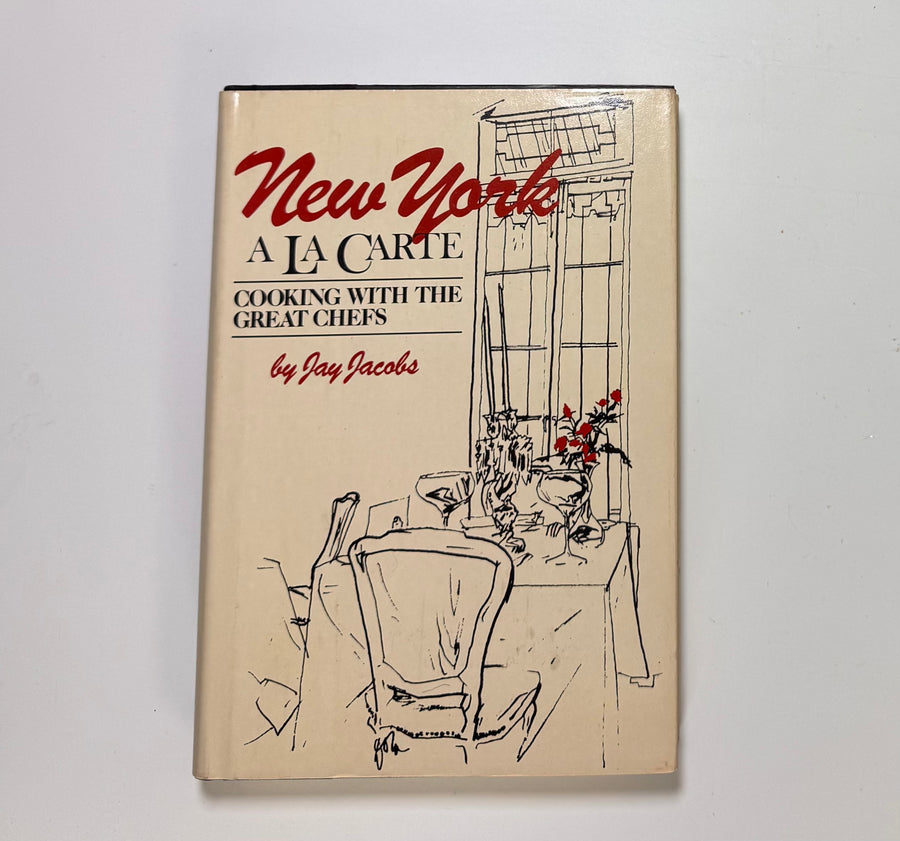 New York
A LA CARTE
COOKING WITH THE
GREAT CHEFS
by Jay Jacobs